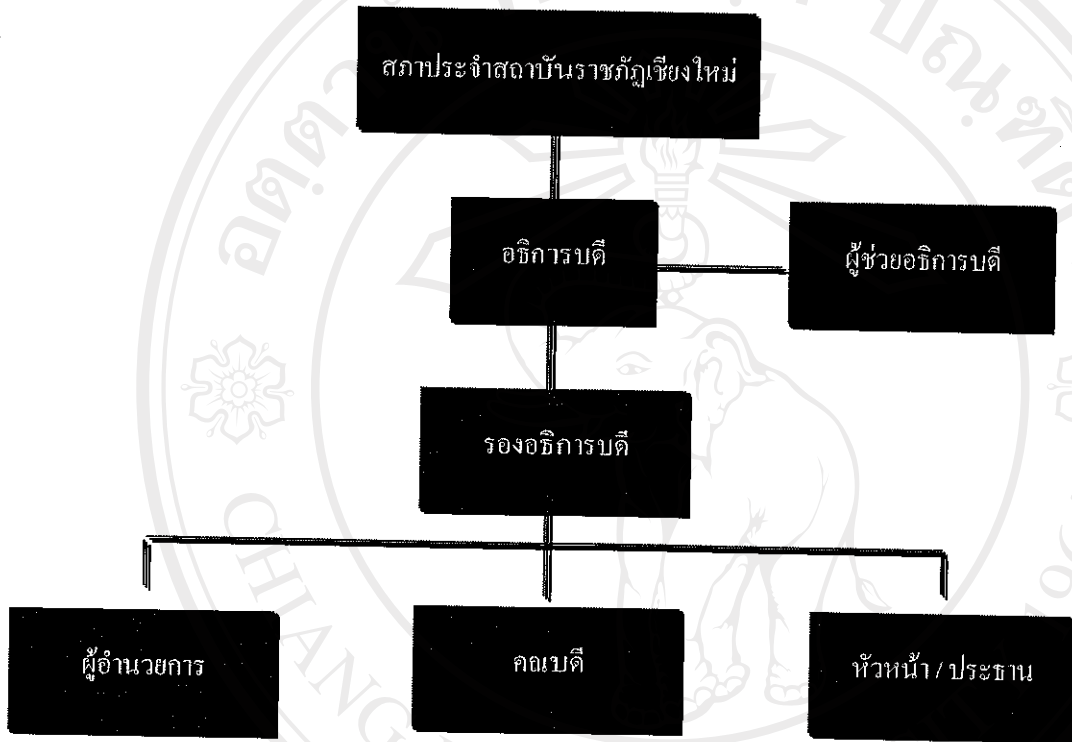 สภาประจำสถาบันราชภัฏเชียงใหม่
อธิการบดี
ผู้ช่วยอธิการบดี
รองอธิการบดี
ผู้อำนวยการ
คณบดี
หัวหน้า / ประธาน